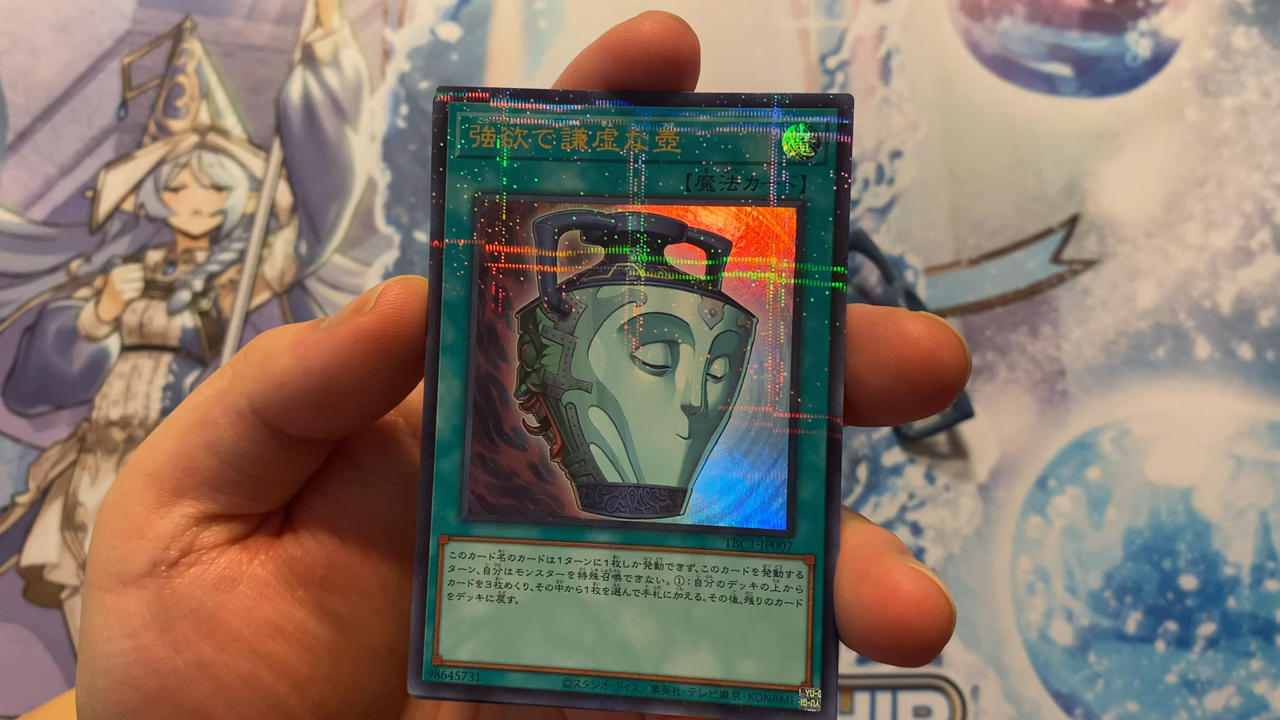 強欲で謙虚な壺
魔
【魔法カード】
TBC1-JP007
このカード名のカードは1ターンに1枚しか発動できず、このカードを発動する
ターン、自分はモンスターを特殊召喚できない。①：自分のデッキの上から
カードを3枚めくり、その中から1枚を選んで手札に加える。その後、残りのカード
をデッキに戻す。
98645731
©スタジオ・ダイス／集英社・テレビ東京・KONAMI